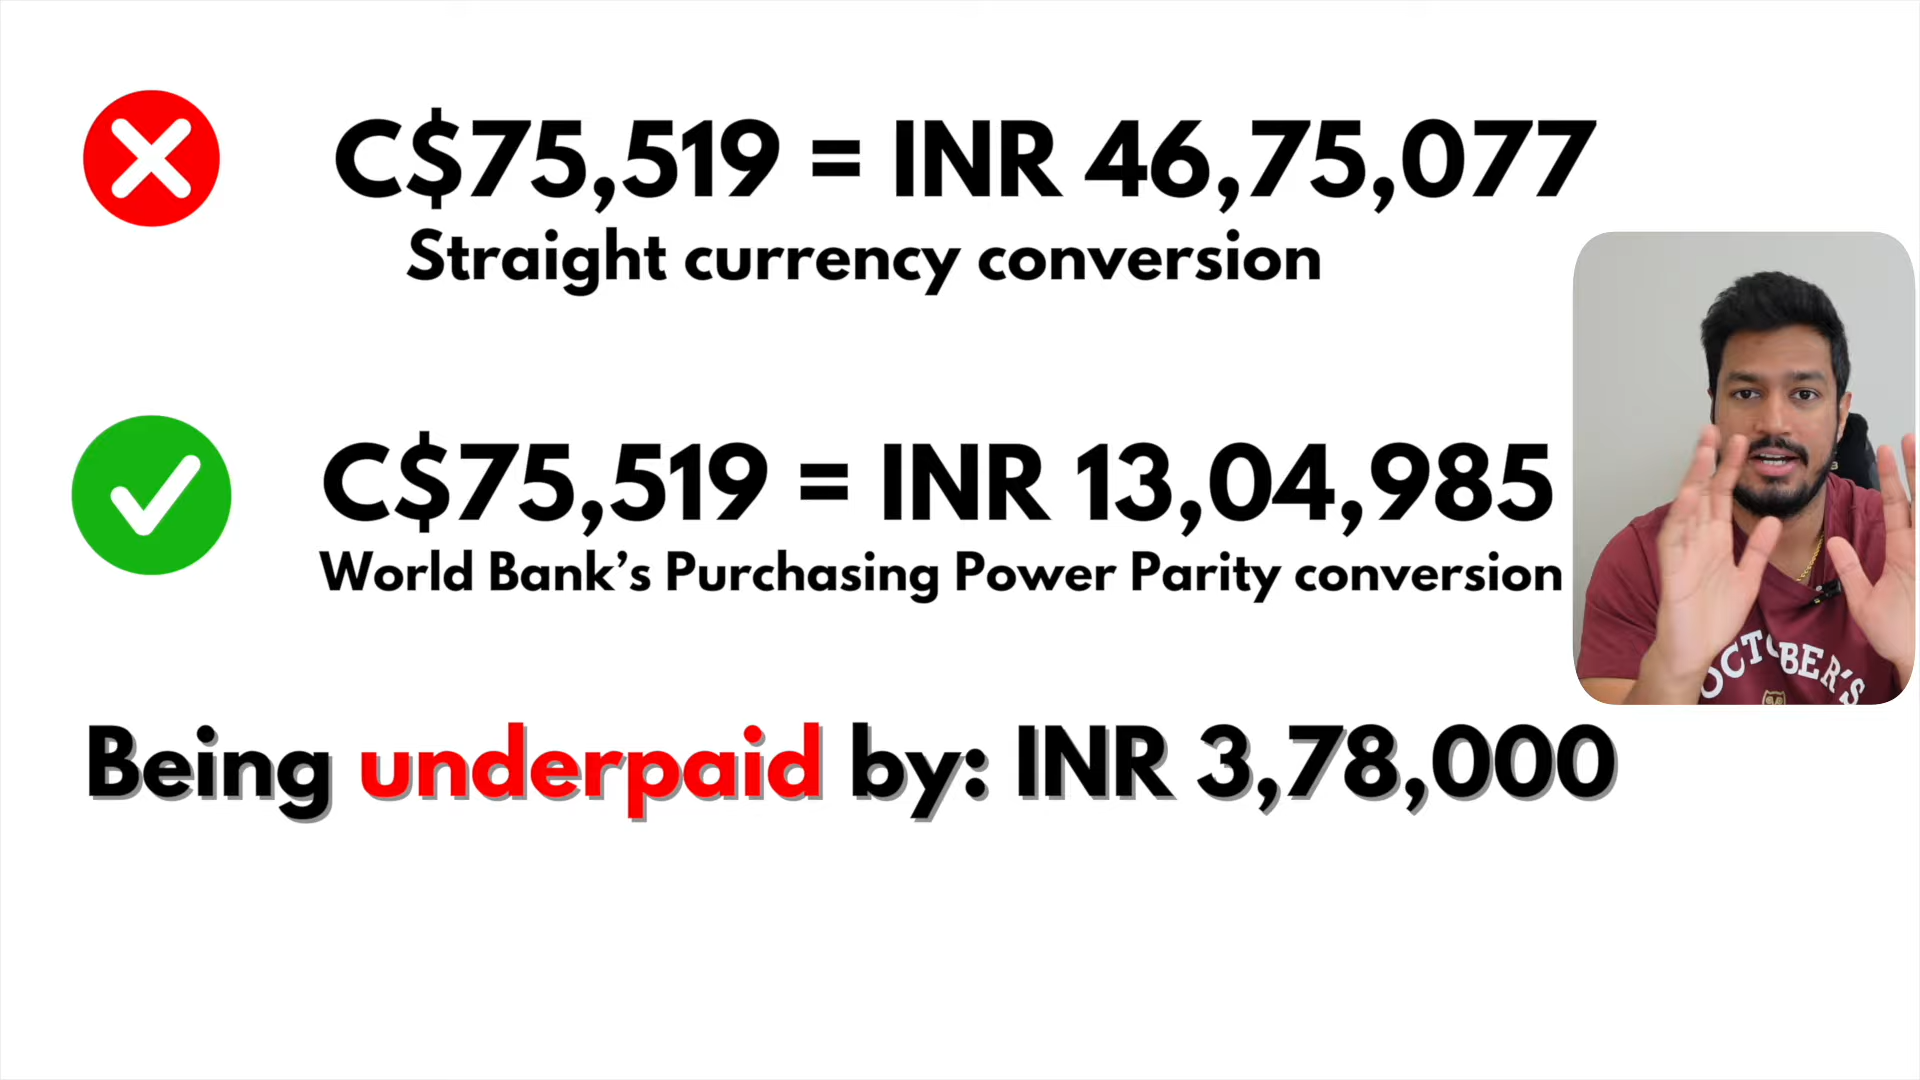 C$75,519 = INR 46,75,077
Straight currency conversion
C$75,519 = INR 13,04,985
World Bank’s Purchasing Power Parity conversion
Being underpaid by: INR 3,78,000
OCTOBER’S